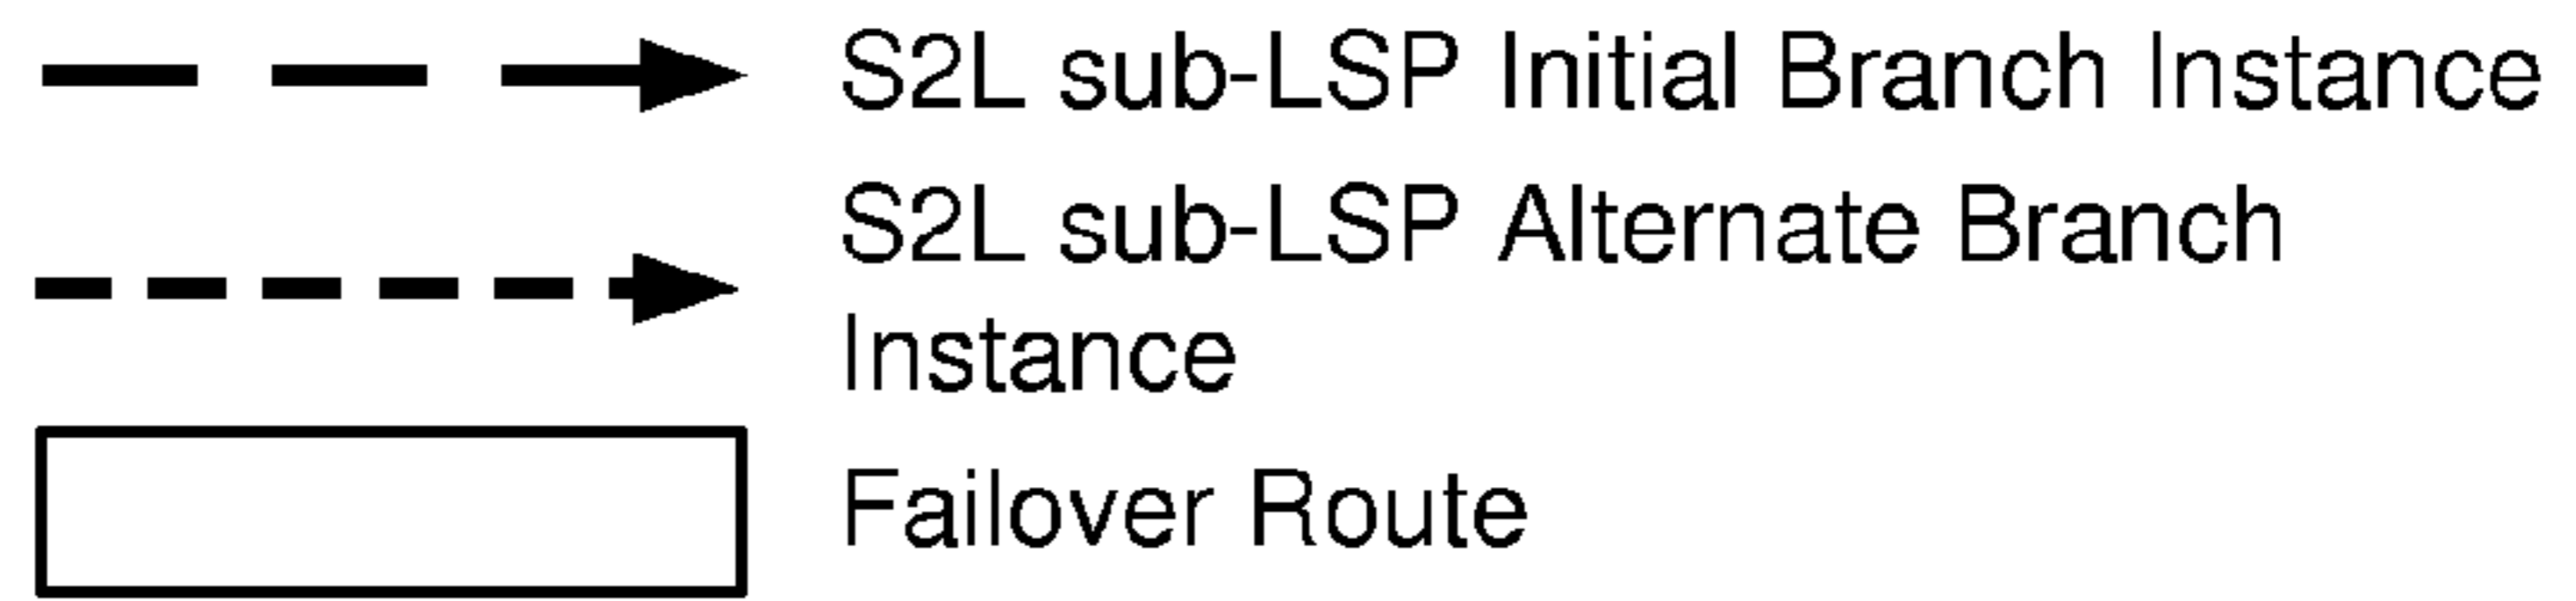 S2L sub-LSP Initial Branch Instance
S2L sub-LSP Alternate Branch
Instance
Failover Route